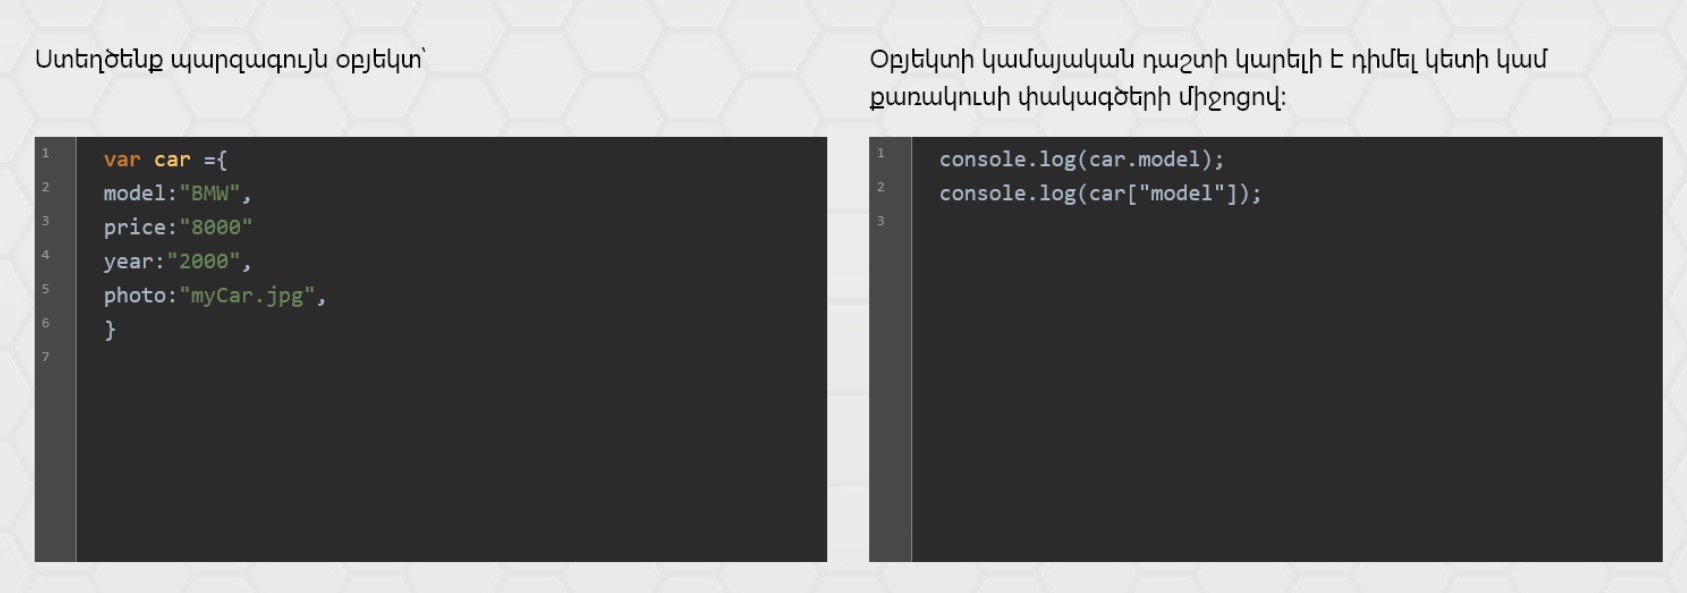 Ստեղծենք պարզագույն օբյեկտ՝
1 var car ={
2 model:"BMW",
3 price:"8000"
4 year:"2000",
5 photo:"myCar.jpg",
6 }
7
Օբյեկտի կամայական դաշտի կարելի է դիմել կետի կամ
քառակուսի փակագծերի միջոցով:
1 console.log(car.model);
2 console.log(car["model"]);
3